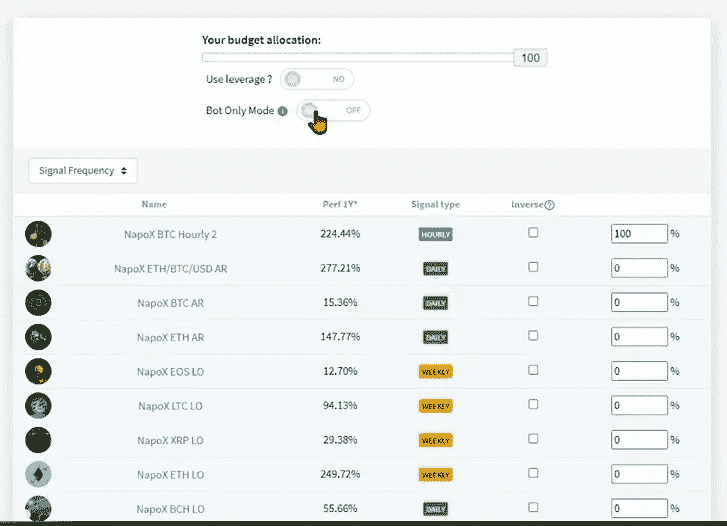 Your budget allocation:
100
Use leverage ? NO
Bot Only Mode i OFF
Signal Frequency
Name Perf 1Y* Signal type Inverse?
NapoX BTC Hourly 2 224.44% HOURLY 100 %
NapoX ETH/BTC/USD AR 277.21% DAILY 0 %
NapoX BTC AR 15.36% DAILY 0 %
NapoX ETH AR 147.77% DAILY 0 %
NapoX EOS LO 12.70% WEEKLY 0 %
NapoX LTC LO 94.13% WEEKLY 0 %
NapoX XRP LO 29.38% WEEKLY 0 %
NapoX ETH LO 249.72% WEEKLY 0 %
NapoX BCH LO 55.66% DAILY 0 %